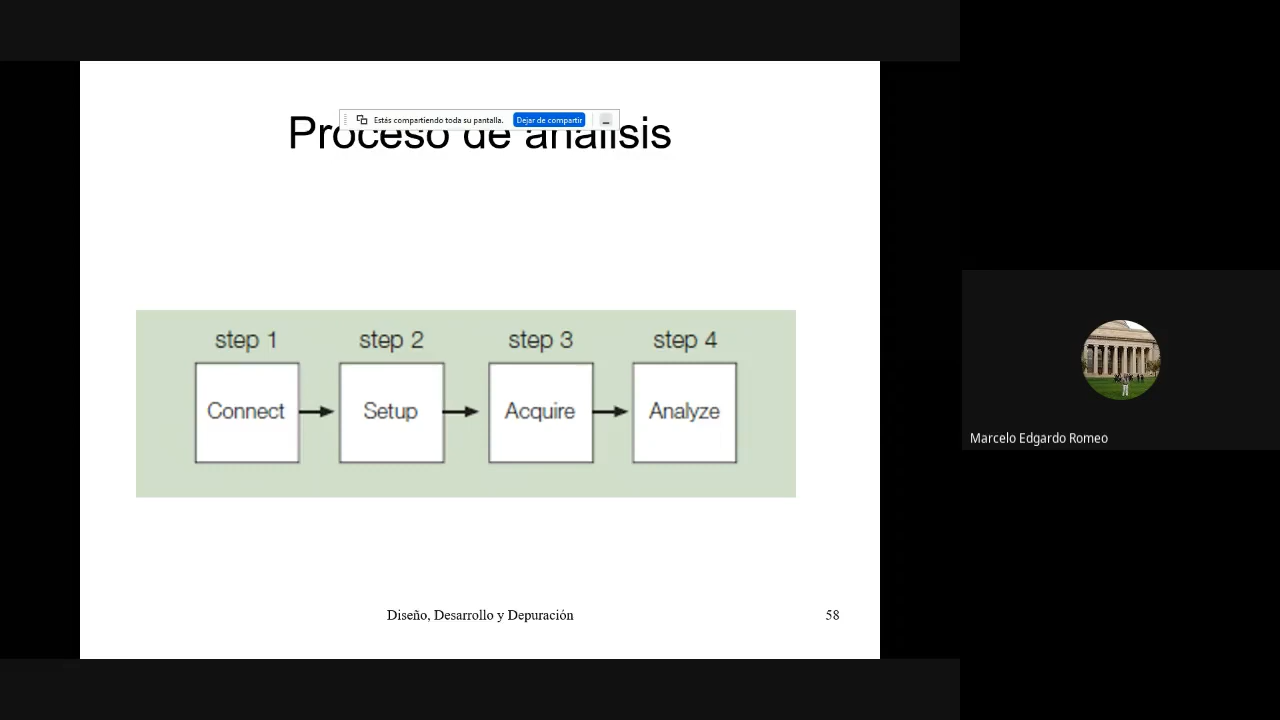 Estás compartiendo toda su pantalla. Dejar de compartir
Proceso de análisis
step 1 step 2 step 3 step 4
Connect Setup Acquire Analyze
Marcelo Edgardo Romeo
Diseño, Desarrollo y Depuración 58